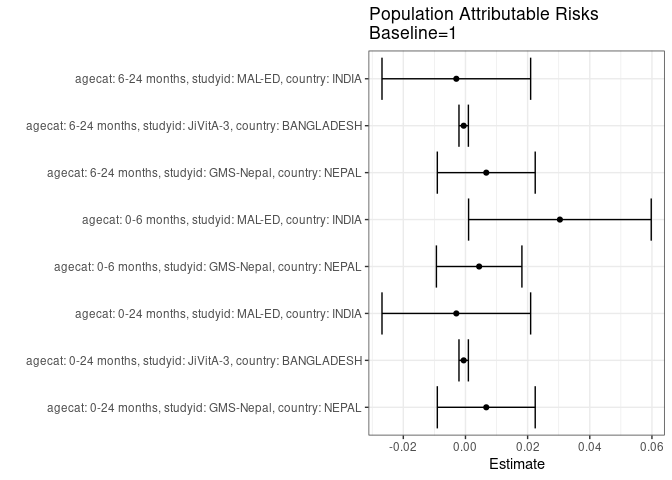 Population Attributable Risks
Baseline=1
agecat: 6-24 months, studyid: MAL-ED, country: INDIA
agecat: 6-24 months, studyid: JiVitA-3, country: BANGLADESH
agecat: 6-24 months, studyid: GMS-Nepal, country: NEPAL
agecat: 0-6 months, studyid: MAL-ED, country: INDIA
agecat: 0-6 months, studyid: GMS-Nepal, country: NEPAL
agecat: 0-24 months, studyid: MAL-ED, country: INDIA
agecat: 0-24 months, studyid: JiVitA-3, country: BANGLADESH
agecat: 0-24 months, studyid: GMS-Nepal, country: NEPAL
-0.02 0.00 0.02 0.04 0.06
Estimate